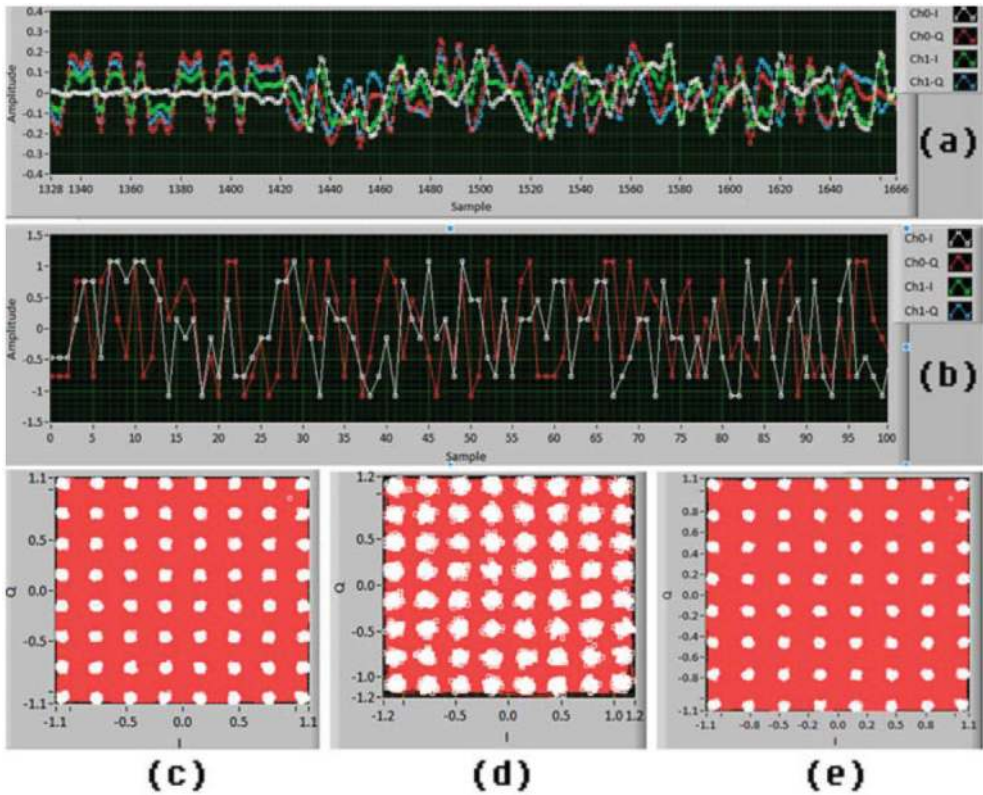 0.4
0.3
0.2
0.1
0
-0.1
-0.2
-0.3
-0.4
Amplitude
1328 1340 1360 1380 1400 1420 1440 1460 1480 1500 1520 1540 1560 1580 1600 1620 1640 1666
Sample
Ch0-I
Ch0-Q
Ch1-I
Ch1-Q
(a)
1.5
1
0.5
0
-0.5
-1
-1.5
Amplitude
0 5 10 15 20 25 30 35 40 45 50 55 60 65 70 75 80 85 90 95 100
Sample
Ch0-I
Ch0-Q
Ch1-I
Ch1-Q
(b)
1.1
0.5
0.0
-0.5
-1.1
Q
-1.1 -0.5 0.0 0.5 1.1
I
(c)
1.2
1.0
0.5
0.0
-0.5
-1.0
-1.2
Q
-1.2 -0.5 0.0 0.5 1.0 1.2
I
(d)
1.1
0.8
0.6
0.4
0.2
0.0
-0.2
-0.4
-0.6
-0.8
-1.1
Q
-1.1 -0.8 -0.5 -0.3 0.0 0.3 0.5 0.8 1.1
I
(e)